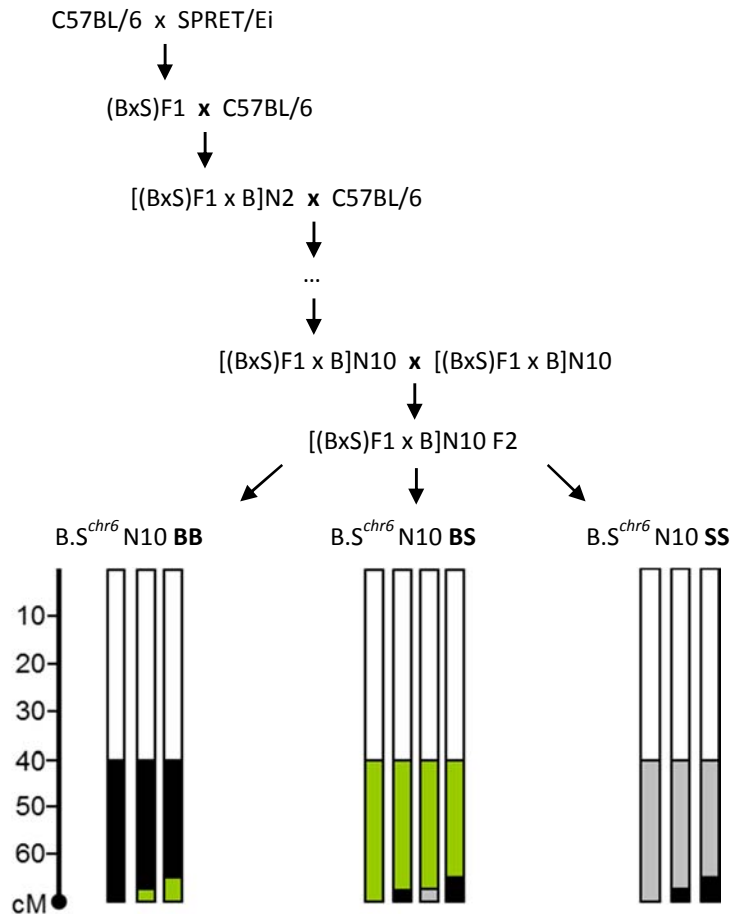 C57BL/6 x SPRET/Ei
(BxS)F1 x C57BL/6
[(BxS)F1 x B]N2 x C57BL/6
...
[(BxS)F1 x B]N10 x [(BxS)F1 x B]N10
[(BxS)F1 x B]N10 F2
B.S^chr6 N10 BB B.S^chr6 N10 BS B.S^chr6 N10 SS
10
20
30
40
50
60
cM